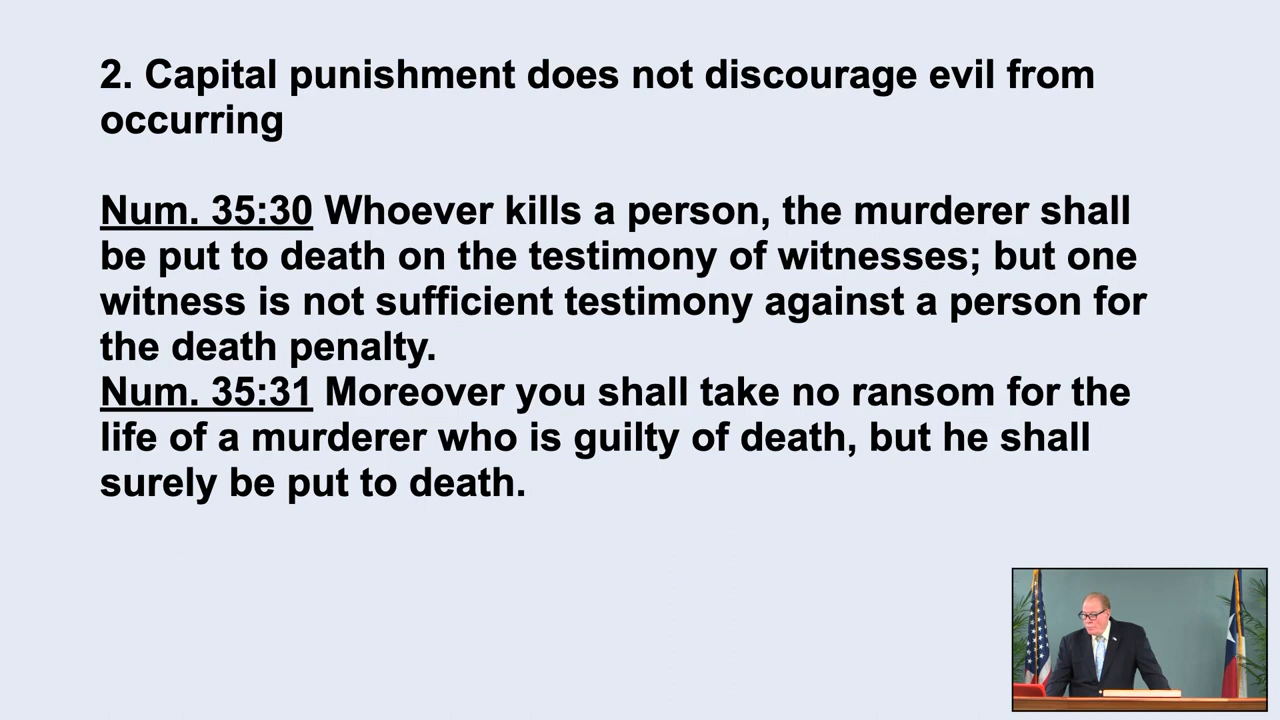 2. Capital punishment does not discourage evil from
occurring
Num. 35:30 Whoever kills a person, the murderer shall
be put to death on the testimony of witnesses; but one
witness is not sufficient testimony against a person for
the death penalty.
Num. 35:31 Moreover you shall take no ransom for the
life of a murderer who is guilty of death, but he shall
surely be put to death.